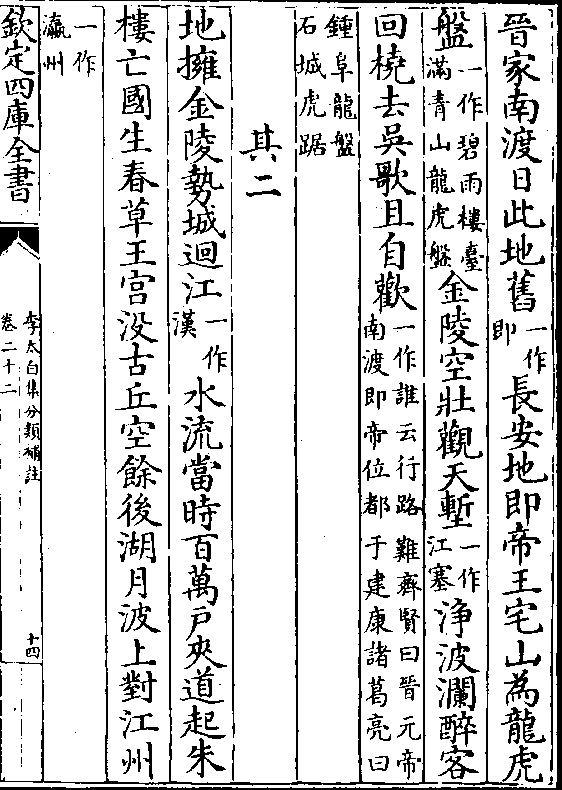 晉家南渡日此地舊一作即長安地即帝王宅山為龍虎
盤一作碧雨樓臺滿青山龍虎盤金陵空壯觀天塹一作江塞淨波瀾醉客
回橈去吳歌且自歡一作誰云行路難齊賢曰晉元帝南渡即帝位都于建康諸葛亮曰
鍾阜龍盤石城虎踞
其二
地擁金陵勢城迴江一作漢水流當時百萬戶夾道起朱
樓亡國生春草王宫没古丘空餘後湖月波上對江州
一作瀛州
欽定四庫全書
李太白集分類補註
卷二十二
十四